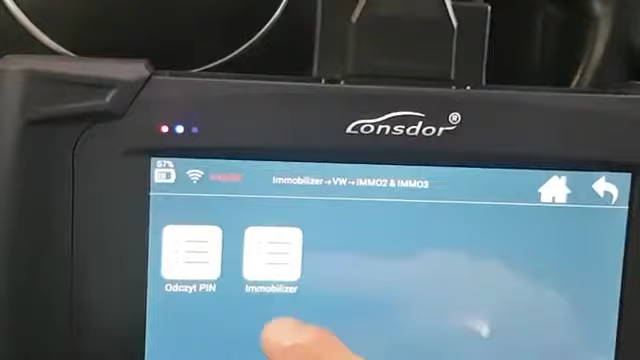 Lonsdor®
57%
Immobilizer→VW→IMMO2 & IMMO3
Odczyt PIN
Immobilizer